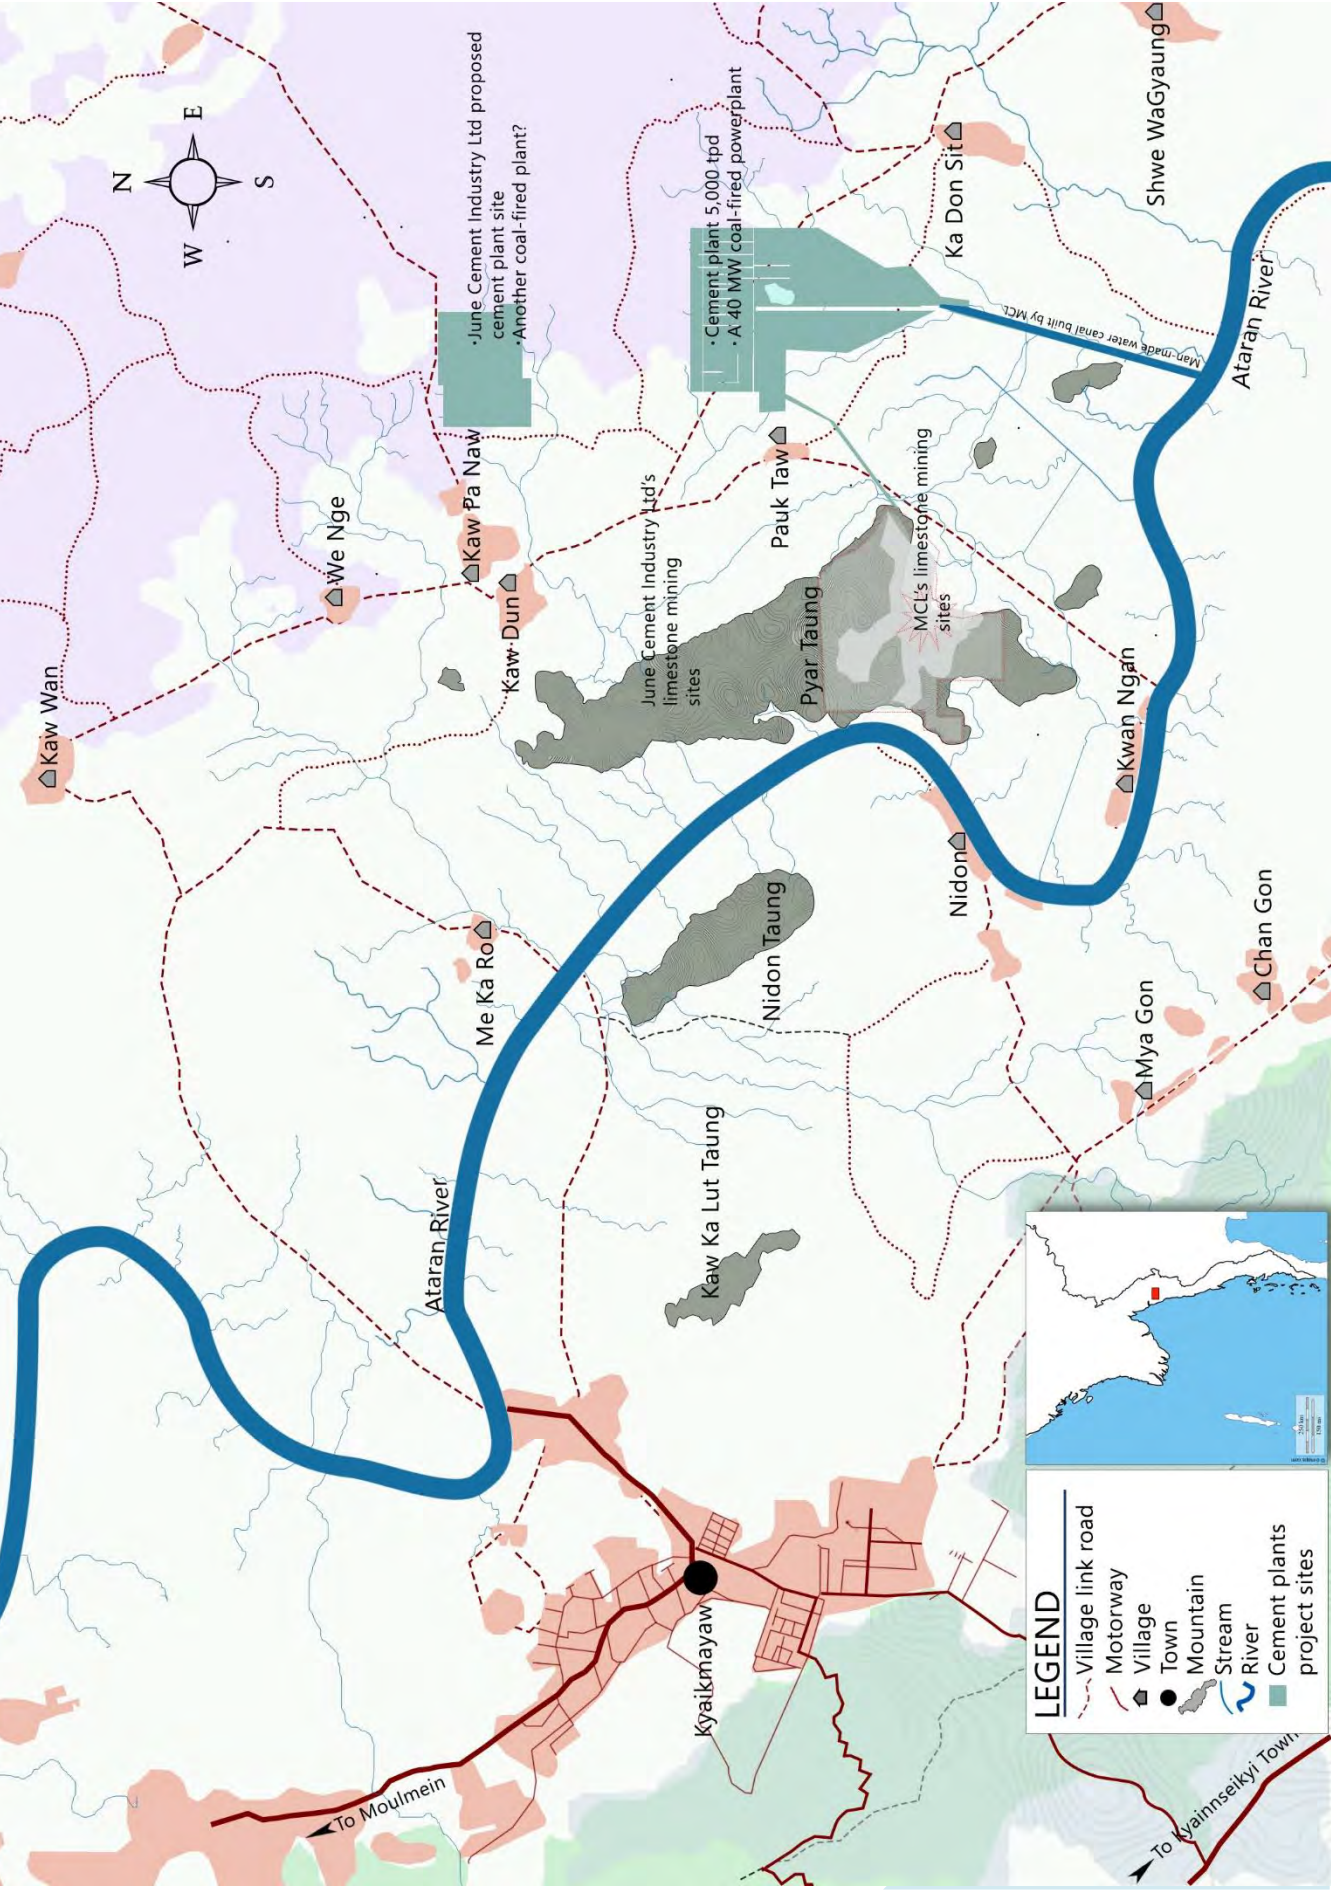 N
W
E
S
Kaw Wan
We Nge
To Moulmein
Ataran River
Me Ka Ro
Kaw Pa Naw
Kaw Dun
· June Cement Industry Ltd proposed
cement plant site
· Another coal-fired plant?
June Cement Industry Ltd's
limestone mining
sites
Kyaikmayaw
Kaw Ka Lut Taung
Nidon Taung
Pyar Taung
Pauk Taw
· Cement plant 5,000 tpd
· A 40 MW coal-fired powerplant
MCL's limestone mining
sites
Nidon
Ka Don Sit
Man-made water canal built by MCL
Kwan Ngan
Mya Gon
Chan Gon
Shwe WaGyaung
Ataran River
To Kyainnseikyi Town
LEGEND
Village link road
Motorway
Village
Town
Mountain
Stream
River
Cement plants
project sites